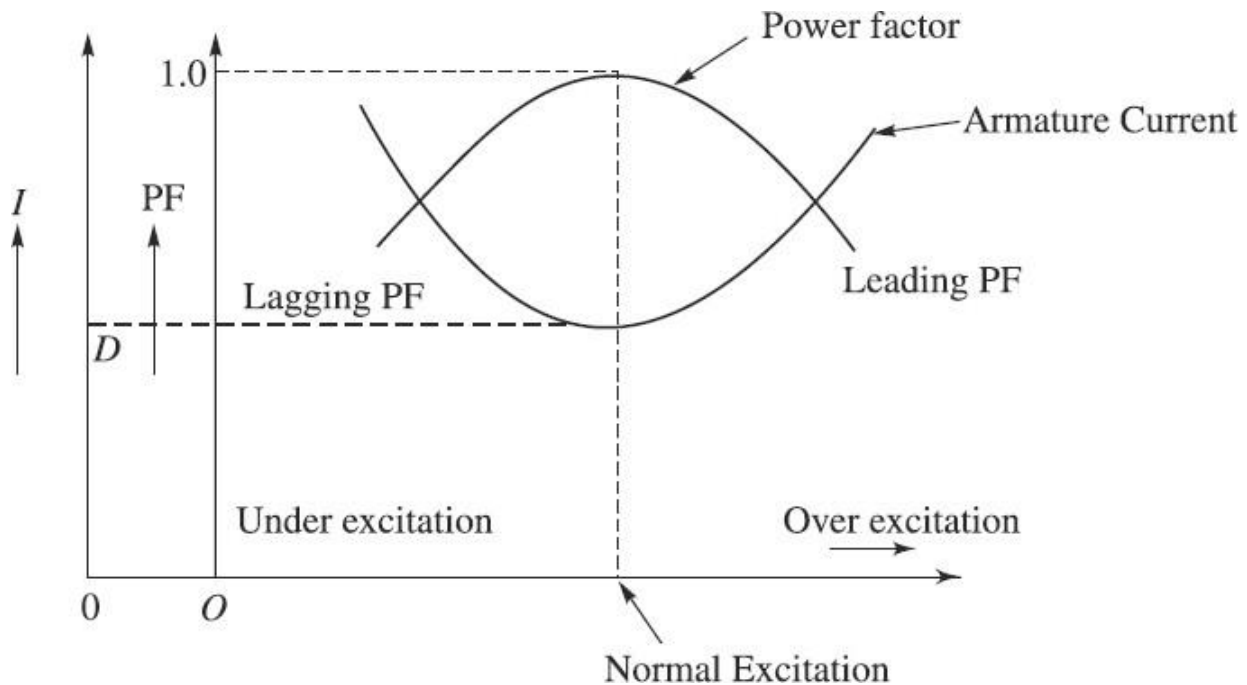 Power factor
1.0
Armature Current
I
PF
Lagging PF
Leading PF
D
Under excitation
Over excitation
0
O
Normal Excitation